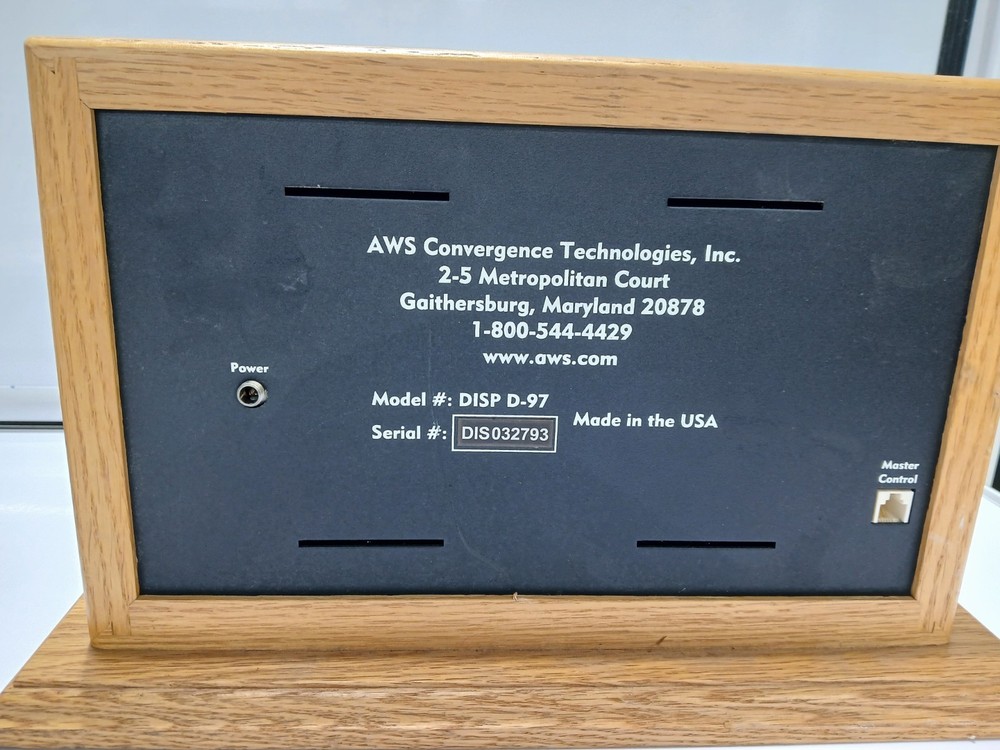 AWS Convergence Technologies, Inc.
2-5 Metropolitan Court
Gaithersburg, Maryland 20878
1-800-544-4429
www.aws.com
Power
Model #: DISP D-97
Serial #: DIS032793
Made in the USA
Master
Control